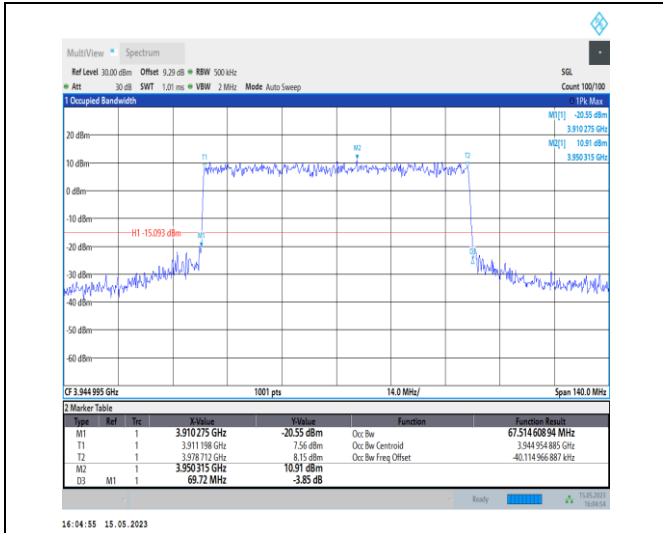 MultiView Spectrum
Ref Level 30.00 dBm Offset 9.29 dB RBW 500 kHz SGL
Att 30 dB SWT 1.01 ms VBW 2 MHz Mode Auto Sweep Count 100/100
1 Occupied Bandwidth 1Pk Max
M1[1] -20.55 dBm
3.910 275 GHz
M2[1] 10.91 dBm
3.950 315 GHz
20 dBm
M2
T1 T2
10 dBm
0 dBm
-10 dBm
H1 -15.093 dBm
M1
-20 dBm
D3
-30 dBm
-40 dBm
-50 dBm
-60 dBm
CF 3.944 995 GHz 1001 pts 14.0 MHz/ Span 140.0 MHz
2 Marker Table
Type Ref Trc X-Value Y-Value Function Function Result
M1 1 3.910 275 GHz -20.55 dBm Occ Bw 67.514 608 94 MHz
T1 1 3.911 198 GHz 7.56 dBm Occ Bw Centroid 3.944 954 885 GHz
T2 1 3.978 712 GHz 8.15 dBm Occ Bw Freq Offset -40.114 966 887 kHz
M2 1 3.950 315 GHz 10.91 dBm
D3 M1 1 69.72 MHz -3.85 dB
Ready 15.05.2023
16:04:54
16:04:55 15.05.2023